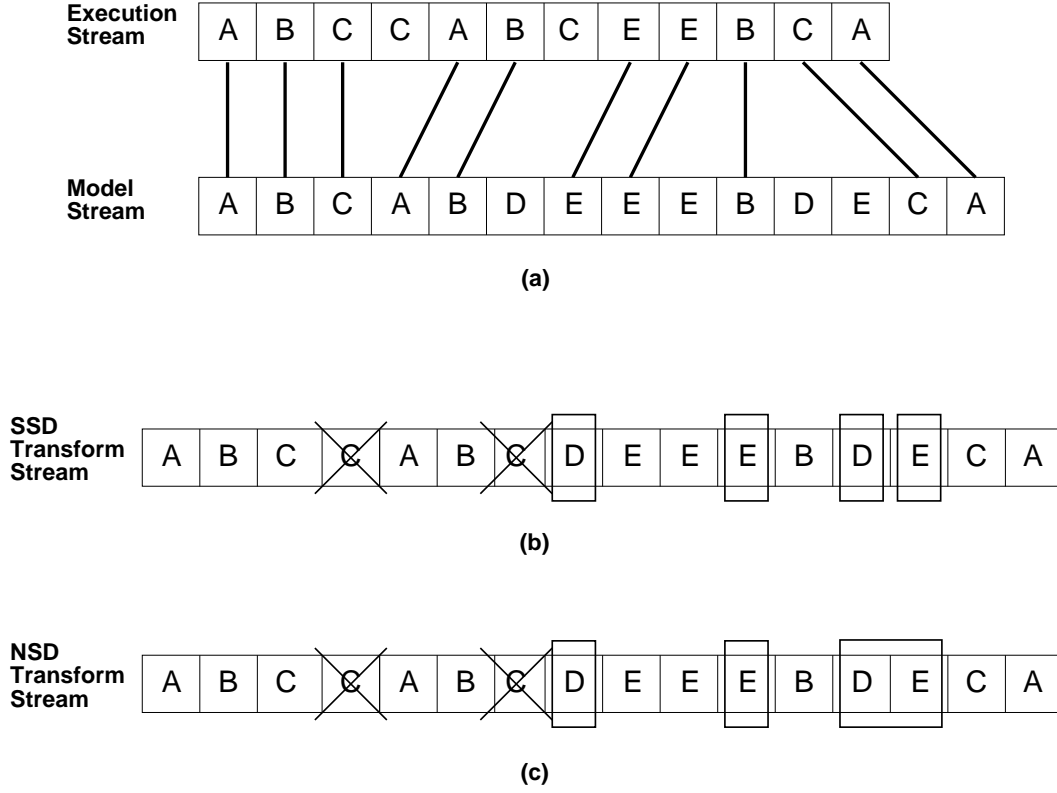 Execution
Stream
A B C C A B C E E B C A
Model
Stream
A B C A B D E E E B D E C A
(a)
SSD
Transform
Stream
A B C C A B C D E E E B D E C A
(b)
NSD
Transform
Stream
A B C C A B C D E E E B D E C A
(c)